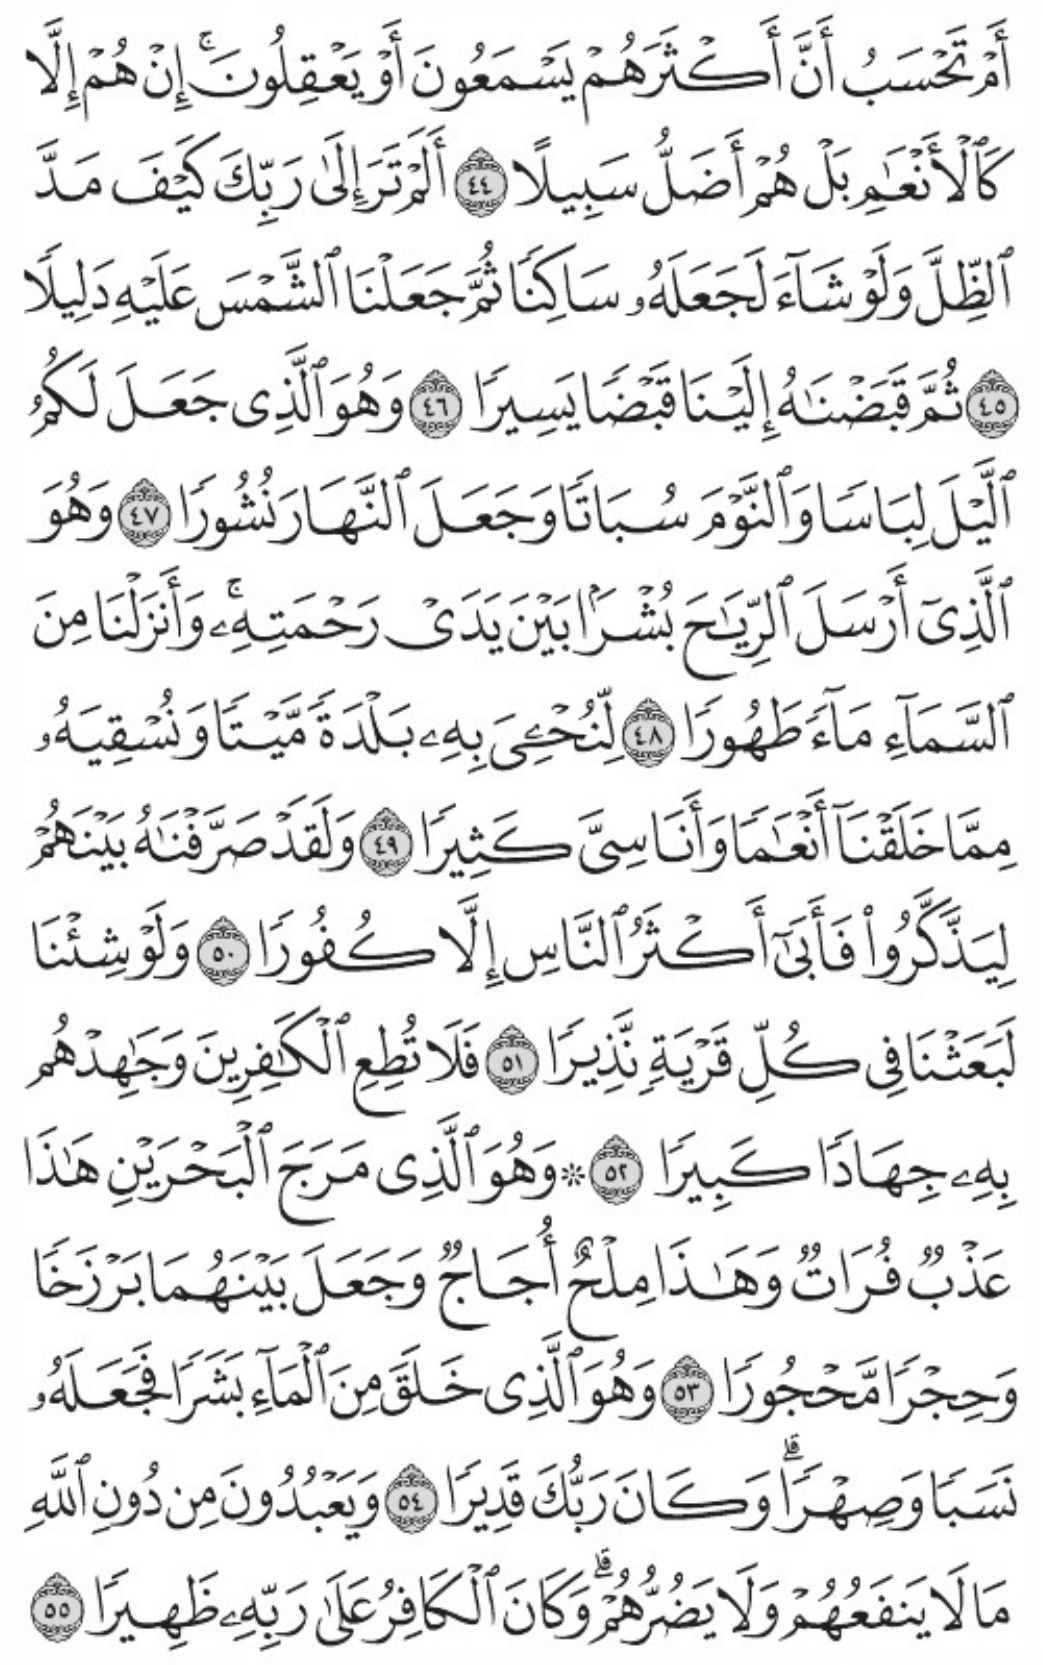 أَمْ تَحْسَبُ أَنَّ أَكْثَرَهُمْ يَسْمَعُونَ أَوْ يَعْقِلُونَ ۚ إِنْ هُمْ إِلَّا
كَٱلْأَنْعَٰمِ بَلْ هُمْ أَضَلُّ سَبِيلًا ٤٤ أَلَمْ تَرَ إِلَىٰ رَبِّكَ كَيْفَ مَدَّ
ٱلظِّلَّ وَلَوْ شَآءَ لَجَعَلَهُۥ سَاكِنًا ثُمَّ جَعَلْنَا ٱلشَّمْسَ عَلَيْهِ دَلِيلًا
٤٥ ثُمَّ قَبَضْنَٰهُ إِلَيْنَا قَبْضًا يَسِيرًا ٤٦ وَهُوَ ٱلَّذِى جَعَلَ لَكُمُ
ٱلَّيْلَ لِبَاسًا وَٱلنَّوْمَ سُبَاتًا وَجَعَلَ ٱلنَّهَارَ نُشُورًا ٤٧ وَهُوَ
ٱلَّذِىٓ أَرْسَلَ ٱلرِّيَٰحَ بُشْرًۢا بَيْنَ يَدَىْ رَحْمَتِهِۦ ۚ وَأَنزَلْنَا مِنَ
ٱلسَّمَآءِ مَآءً طَهُورًا ٤٨ لِّنُحْۦِىَ بِهِۦ بَلْدَةً مَّيْتًا وَنُسْقِيَهُۥ
مِمَّا خَلَقْنَآ أَنْعَٰمًا وَأَنَاسِىَّ كَثِيرًا ٤٩ وَلَقَدْ صَرَّفْنَٰهُ بَيْنَهُمْ
لِيَذَّكَّرُوا۟ فَأَبَىٰٓ أَكْثَرُ ٱلنَّاسِ إِلَّا كُفُورًا ٥٠ وَلَوْ شِئْنَا
لَبَعَثْنَا فِى كُلِّ قَرْيَةٍ نَّذِيرًا ٥١ فَلَا تُطِعِ ٱلْكَٰفِرِينَ وَجَٰهِدْهُم
بِهِۦ جِهَادًا كَبِيرًا ٥٢ ۞ وَهُوَ ٱلَّذِى مَرَجَ ٱلْبَحْرَيْنِ هَٰذَا
عَذْبٌ فُرَاتٌ وَهَٰذَا مِلْحٌ أُجَاجٌ وَجَعَلَ بَيْنَهُمَا بَرْزَخًا
وَحِجْرًا مَّحْجُورًا ٥٣ وَهُوَ ٱلَّذِى خَلَقَ مِنَ ٱلْمَآءِ بَشَرًا فَجَعَلَهُۥ
نَسَبًا وَصِهْرًا ۗ وَكَانَ رَبُّكَ قَدِيرًا ٥٤ وَيَعْبُدُونَ مِن دُونِ ٱللَّهِ
مَا لَا يَنفَعُهُمْ وَلَا يَضُرُّهُمْ ۗ وَكَانَ ٱلْكَافِرُ عَلَىٰ رَبِّهِۦ ظَهِيرًا ٥٥